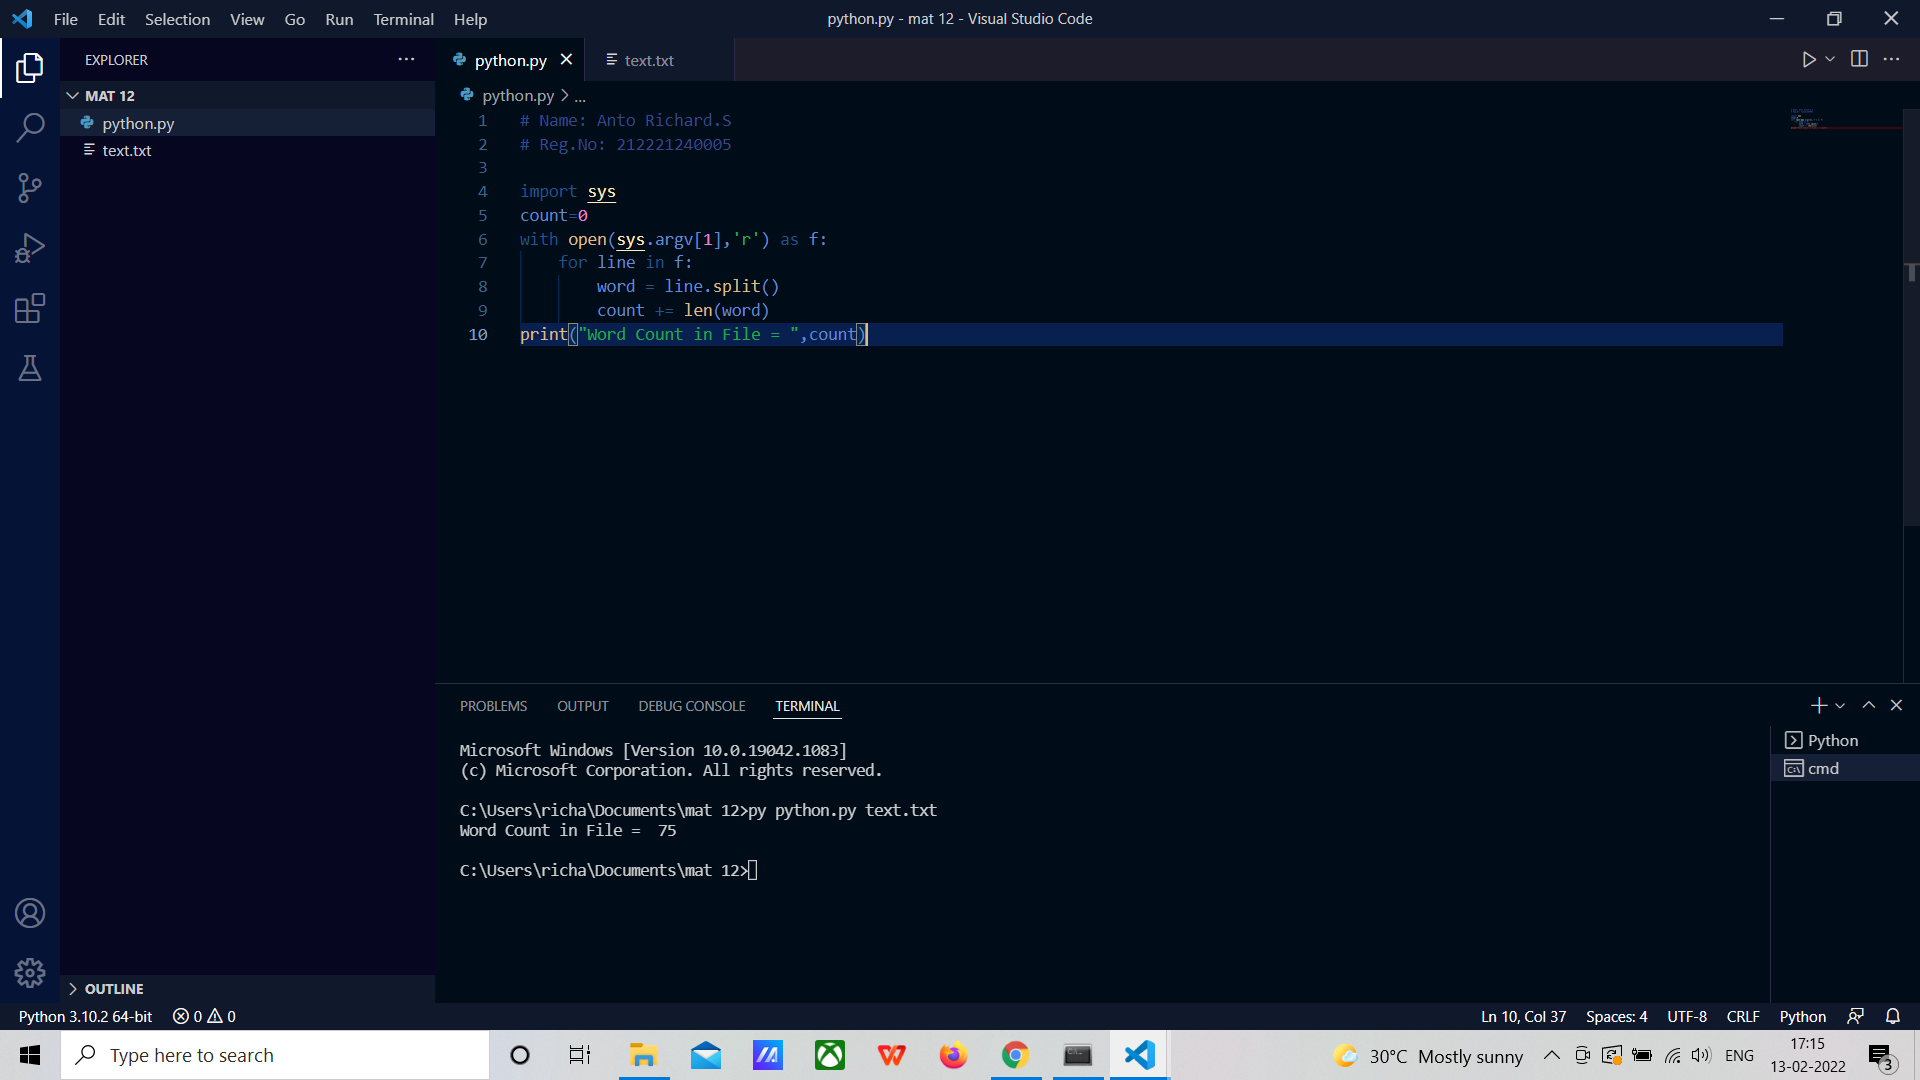 File Edit Selection View Go Run Terminal Help
python.py - mat 12 - Visual Studio Code
EXPLORER
MAT 12
python.py
text.txt
python.py text.txt
python.py > ...
1 # Name: Anto Richard.S
2 # Reg.No: 212221240005
3
4 import sys
5 count=0
6 with open(sys.argv[1],'r') as f:
7 for line in f:
8 word = line.split()
9 count += len(word)
10 print("Word Count in File = ",count)
PROBLEMS OUTPUT DEBUG CONSOLE TERMINAL
Microsoft Windows [Version 10.0.19042.1083]
(c) Microsoft Corporation. All rights reserved.
C:\Users\richa\Documents\mat 12>py python.py text.txt
Word Count in File =  75
C:\Users\richa\Documents\mat 12>
Python
cmd
OUTLINE
Python 3.10.2 64-bit 0 0
Ln 10, Col 37 Spaces: 4 UTF-8 CRLF Python
Type here to search
30°C Mostly sunny
ENG
17:15
13-02-2022
3